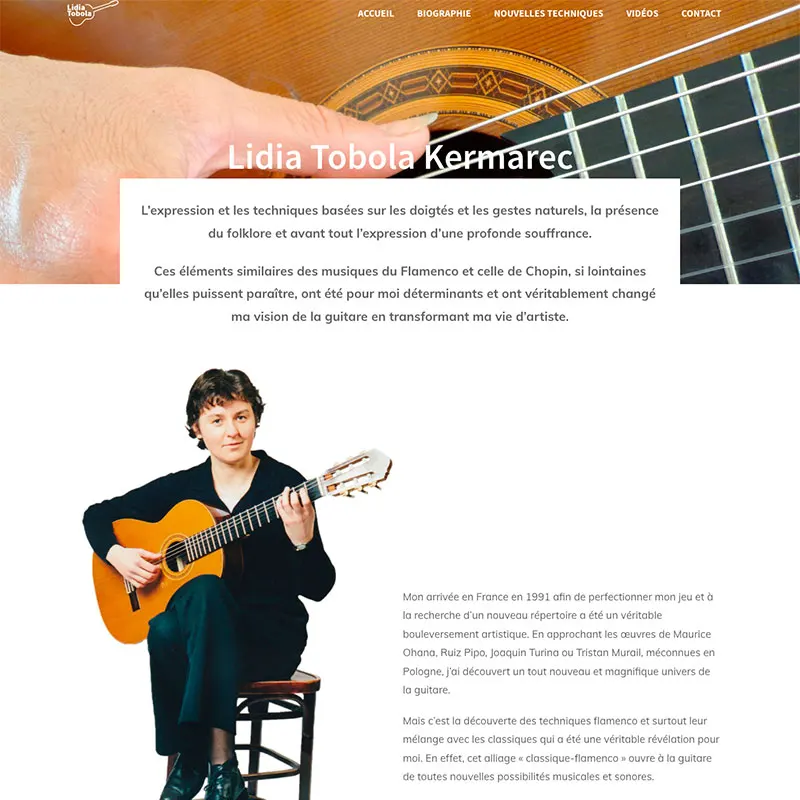 Lidia
Tobola
ACCUEIL BIOGRAPHIE NOUVELLES TECHNIQUES VIDÉOS CONTACT
Lidia Tobola Kermarec
L'expression et les techniques basées sur les doigtés et les gestes naturels, la présence
du folklore et avant tout l'expression d'une profonde souffrance.
Ces éléments similaires des musiques du Flamenco et celle de Chopin, si lointaines
qu'elles puissent paraître, ont été pour moi déterminants et ont véritablement changé
ma vision de la guitare en transformant ma vie d'artiste.
Mon arrivée en France en 1991 afin de perfectionner mon jeu et à
la recherche d'un nouveau répertoire a été un véritable
bouleversement artistique. En approchant les œuvres de Maurice
Ohana, Ruiz Pipo, Joaquin Turina ou Tristan Murail, méconnues en
Pologne, j'ai découvert un tout nouveau et magnifique univers de
la guitare.
Mais c'est la découverte des techniques flamenco et surtout leur
mélange avec les classiques qui a été une véritable révélation pour
moi. En effet, cet alliage « classique-flamenco » ouvre à la guitare
de toutes nouvelles possibilités musicales et sonores.